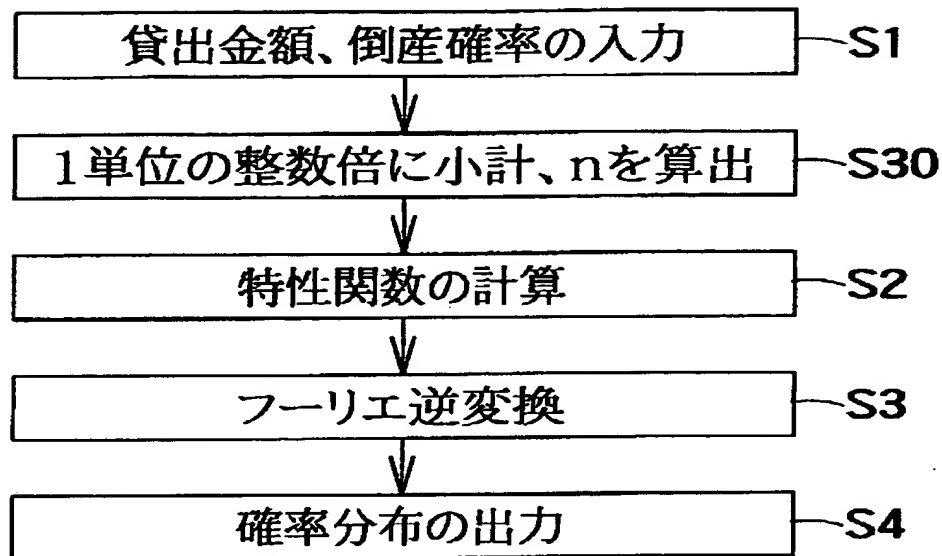 貸出金額、倒産確率の入力 S1
1単位の整数倍に小計、nを算出 S30
特性関数の計算 S2
フーリエ逆変換 S3
確率分布の出力 S4